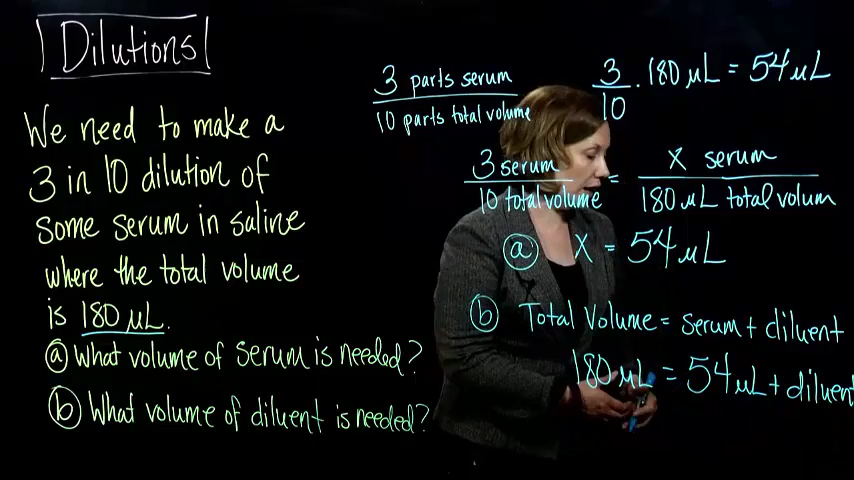 Dilutions
We need to make a
3 in 10 dilution of
some serum in saline
where the total volume
is 180 μL.
ⓐ What volume of serum is needed?
ⓑ What volume of diluent is needed?
3 parts serum
10 parts total volume
3/10 · 180 μL = 54 μL
3 serum / 10 total volume = X serum / 180 μL total volum
ⓐ X = 54 μL
ⓑ Total Volume = serum + diluent
180 μL = 54 μL + diluent